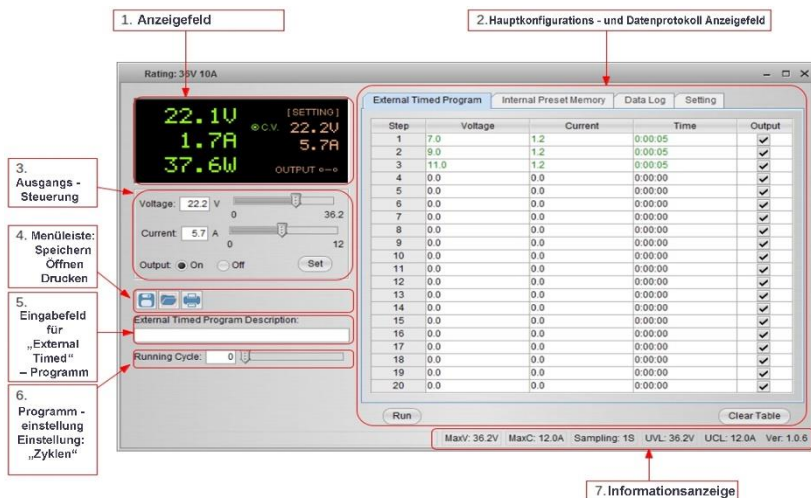 1. Anzeigefeld
2. Hauptkonfigurations - und Datenprotokoll Anzeigefeld
Rating: 36V 10A
22.1V
1.7A
37.6W
C.V.
[SETTING]
22.2V
5.7A
OUTPUT
3. Ausgangs -
Steuerung
Voltage: 22.2 V
0 36.2
Current: 5.7 A
0 12
Output: On Off Set
4. Menüleiste:
Speichern
Öffnen
Drucken
5.
Eingabefeld
für
„External
Timed“
– Programm
External Timed Program Description:
6.
Programm -
einstellung
Einstellung:
„Zyklen“
Running Cycle: 0
External Timed Program Internal Preset Memory Data Log Setting
Step Voltage Current Time Output
1 7.0 1.2 0:00:05
2 9.0 1.2 0:00:05
3 11.0 1.2 0:00:05
4 0.0 0.0 0:00:00
5 0.0 0.0 0:00:00
6 0.0 0.0 0:00:00
7 0.0 0.0 0:00:00
8 0.0 0.0 0:00:00
9 0.0 0.0 0:00:00
10 0.0 0.0 0:00:00
11 0.0 0.0 0:00:00
12 0.0 0.0 0:00:00
13 0.0 0.0 0:00:00
14 0.0 0.0 0:00:00
15 0.0 0.0 0:00:00
16 0.0 0.0 0:00:00
17 0.0 0.0 0:00:00
18 0.0 0.0 0:00:00
19 0.0 0.0 0:00:00
20 0.0 0.0 0:00:00
Run Clear Table
MaxV: 36.2V MaxC: 12.0A Sampling: 1S UVL: 36.2V UCL: 12.0A Ver: 1.0.6
7. Informationsanzeige